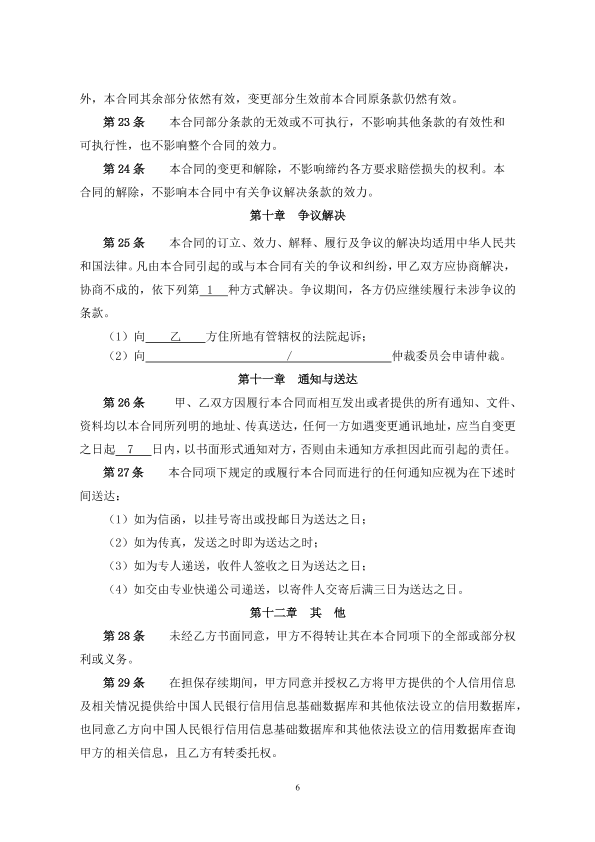 外，本合同其余部分依然有效，变更部分生效前本合同原条款仍然有效。
第 23 条 本合同部分条款的无效或不可执行，不影响其他条款的有效性和
可执行性，也不影响整个合同的效力。
第 24 条 本合同的变更和解除，不影响缔约各方要求赔偿损失的权利。本
合同的解除，不影响本合同中有关争议解决条款的效力。
第十章 争议解决
第 25 条 本合同的订立、效力、解释、履行及争议的解决均适用中华人民共
和国法律。凡由本合同引起的或与本合同有关的争议和纠纷，甲乙双方应协商解决，
协商不成的，依下列第 1 种方式解决。争议期间，各方仍应继续履行未涉争议的
条款。
（1）向 乙 方住所地有管辖权的法院起诉；
（2）向 / 仲裁委员会申请仲裁。
第十一章 通知与送达
第 26 条 甲、乙双方因履行本合同而相互发出或者提供的所有通知、文件、
资料均以本合同所列明的地址、传真送达，任何一方如遇变更通讯地址，应当自变更
之日起 7 日内，以书面形式通知对方，否则由未通知方承担因此而引起的责任。
第 27 条 本合同项下规定的或履行本合同而进行的任何通知应视为在下述时
间送达：
（1）如为信函，以挂号寄出或投邮日为送达之日；
（2）如为传真，发送之时即为送达之时；
（3）如为专人递送，收件人签收之日为送达之日；
（4）如交由专业快递公司递送，以寄件人交寄后满三日为送达之日。
第十二章 其 他
第 28 条 未经乙方书面同意，甲方不得转让其在本合同项下的全部或部分权
利或义务。
第 29 条 在担保存续期间，甲方同意并授权乙方将甲方提供的个人信用信息
及相关情况提供给中国人民银行信用信息基础数据库和其他依法设立的信用数据库，
也同意乙方向中国人民银行信用信息基础数据库和其他依法设立的信用数据库查询
甲方的相关信息，且乙方有转委托权。
6